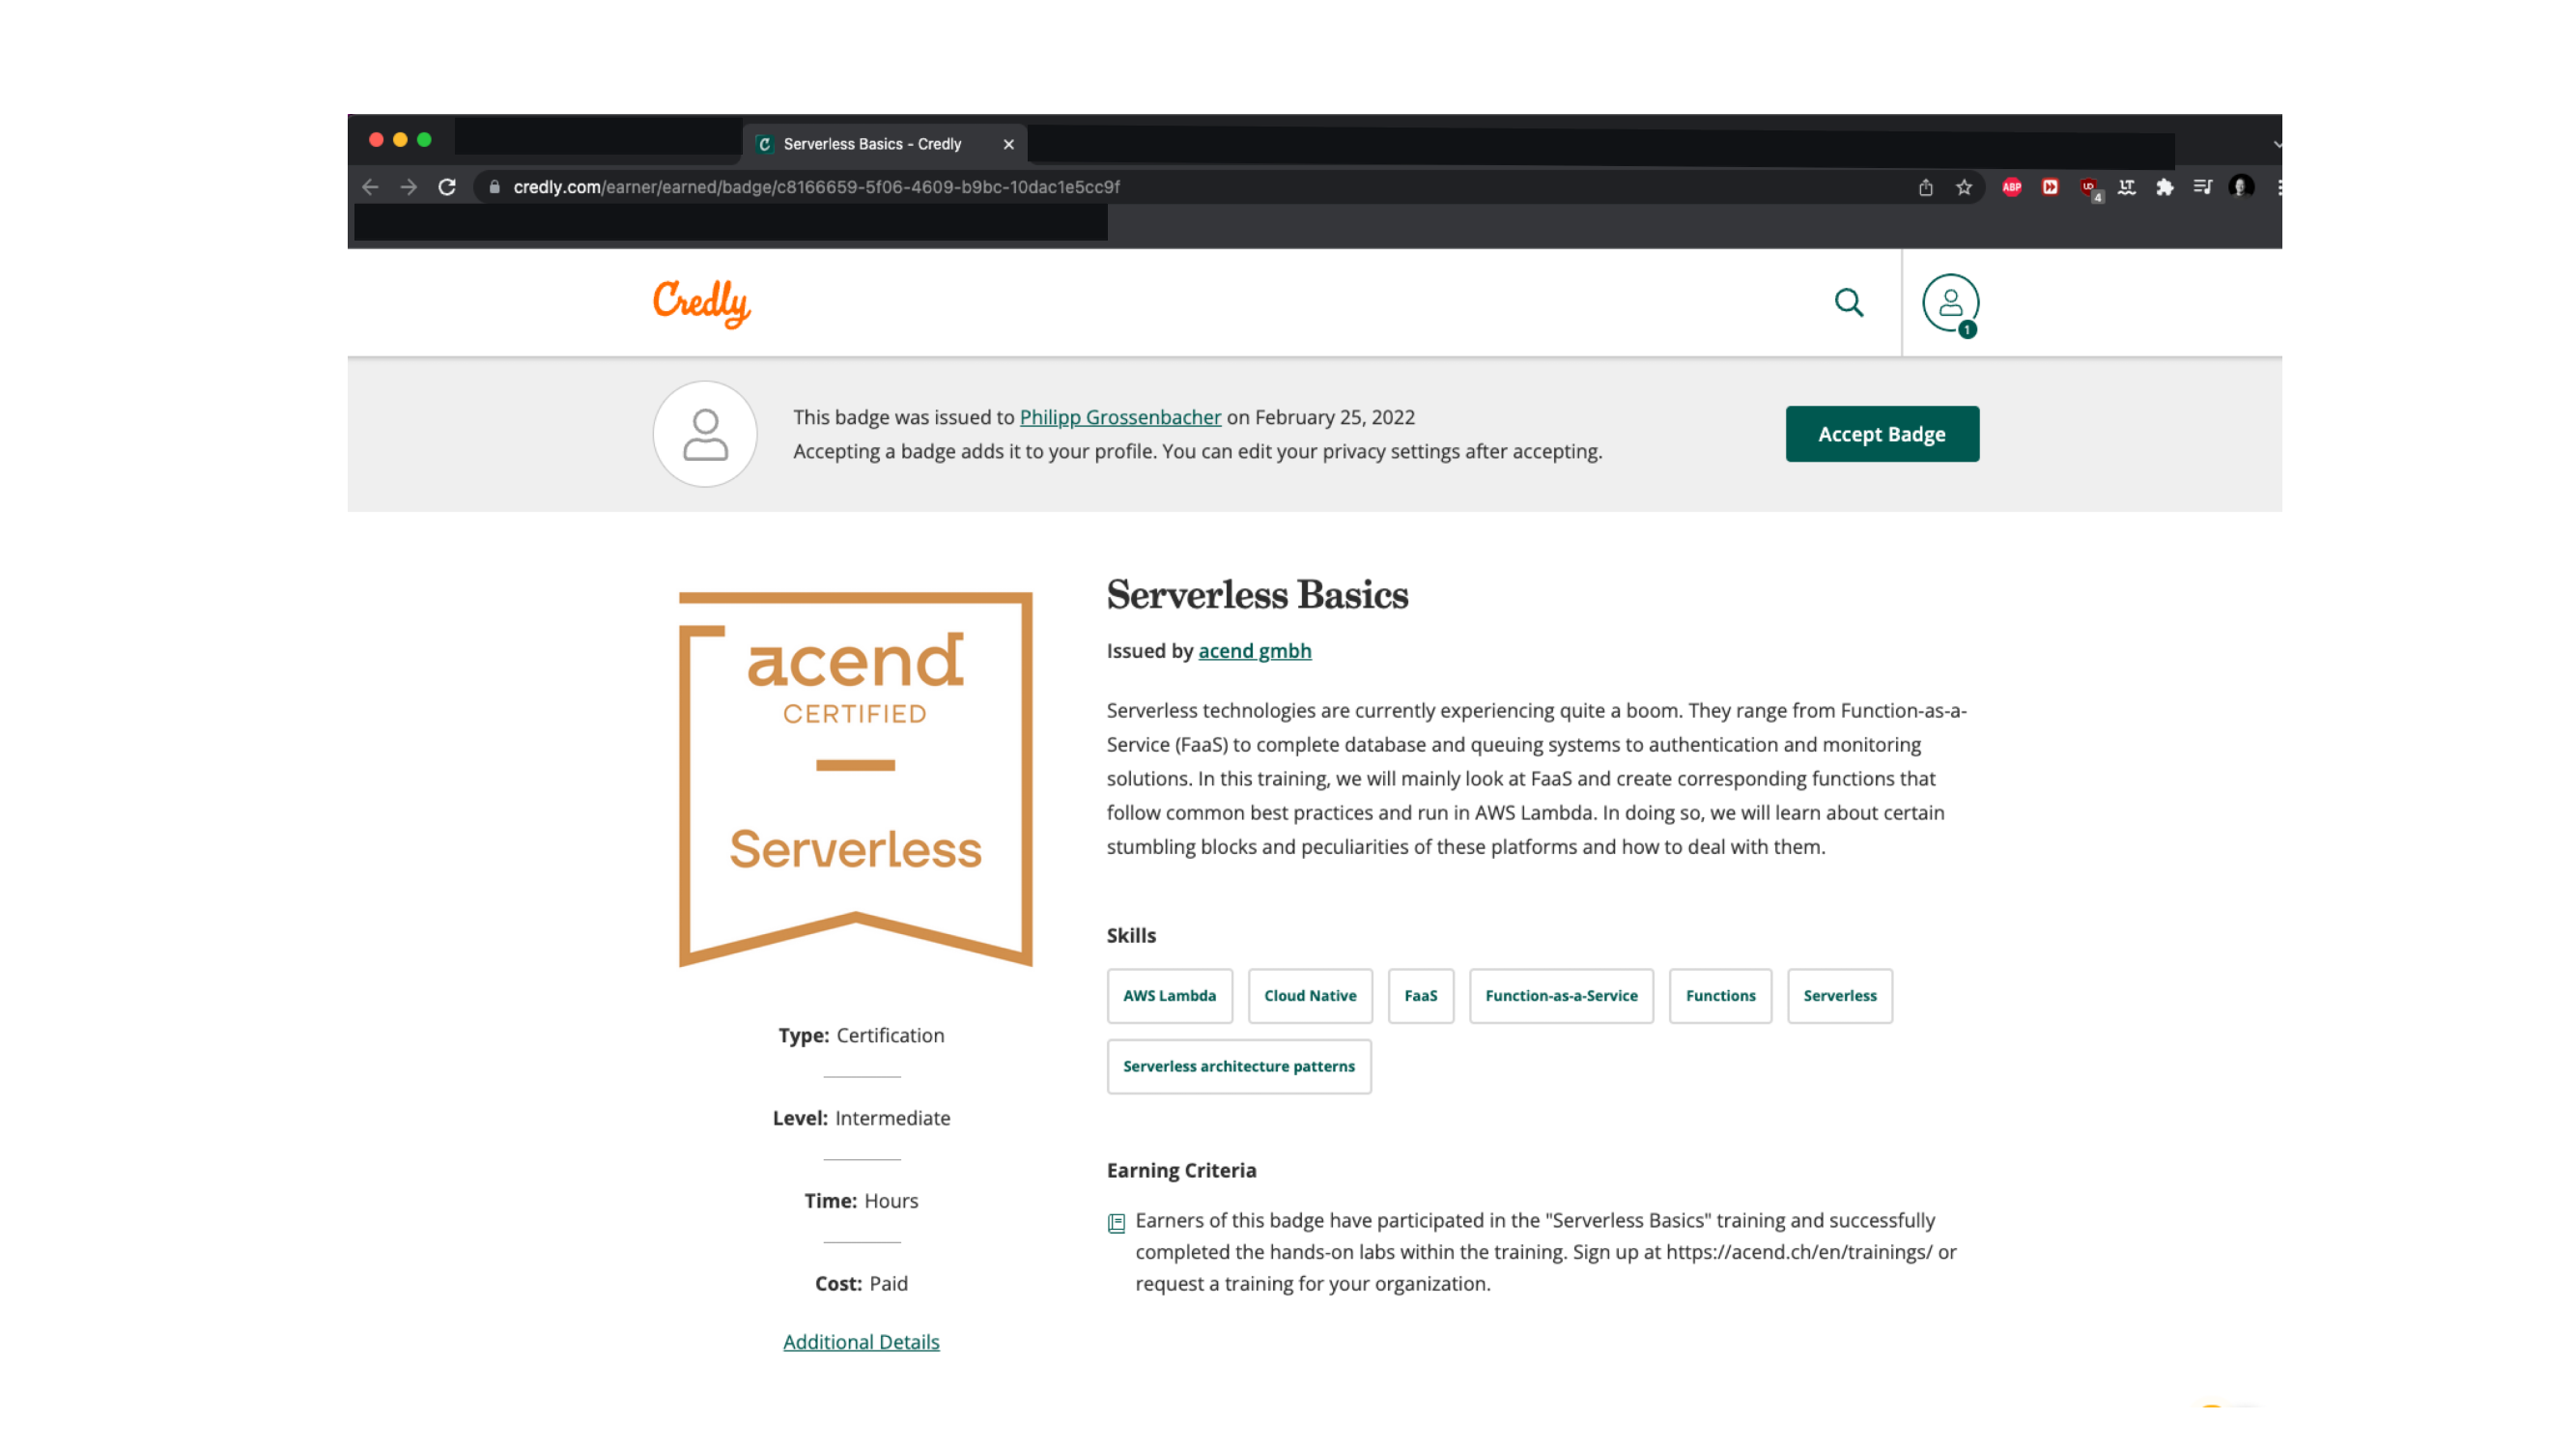 Serverless Basics - Credly
credly.com/earner/earned/badge/c8166659-5f06-4609-b9bc-10dac1e5cc9f
ABP
UD
4
LT
Credly
1
This badge was issued to Philipp Grossenbacher on February 25, 2022
Accepting a badge adds it to your profile. You can edit your privacy settings after accepting.
Accept Badge
acend
CERTIFIED
Serverless
Type: Certification
Level: Intermediate
Time: Hours
Cost: Paid
Additional Details
Serverless Basics
Issued by acend gmbh
Serverless technologies are currently experiencing quite a boom. They range from Function-as-a-
Service (FaaS) to complete database and queuing systems to authentication and monitoring
solutions. In this training, we will mainly look at FaaS and create corresponding functions that
follow common best practices and run in AWS Lambda. In doing so, we will learn about certain
stumbling blocks and peculiarities of these platforms and how to deal with them.
Skills
AWS Lambda
Cloud Native
FaaS
Function-as-a-Service
Functions
Serverless
Serverless architecture patterns
Earning Criteria
Earners of this badge have participated in the "Serverless Basics" training and successfully
completed the hands-on labs within the training. Sign up at https://acend.ch/en/trainings/ or
request a training for your organization.